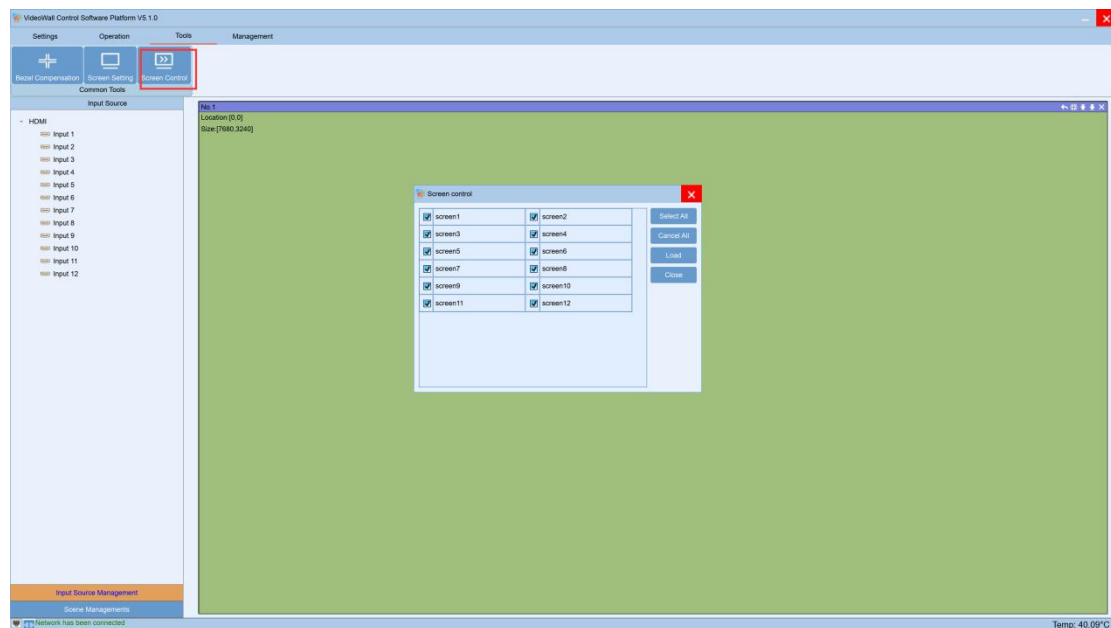 VideoWall Control Software Platform V5.1.0
Settings Operation Tools Management
Bezel Compensation Screen Setting Screen Control
Common Tools
Input Source
HDMI
Input 1
Input 2
Input 3
Input 4
Input 5
Input 6
Input 7
Input 8
Input 9
Input 10
Input 11
Input 12
Input Source Management
Scene Managements
No.1
Location:[0,0]
Size:[7680,3240]
Screen control
screen1 screen2
screen3 screen4
screen5 screen6
screen7 screen8
screen9 screen10
screen11 screen12
Select All
Cancel All
Load
Close
Network has been connected
Temp: 40.09°C